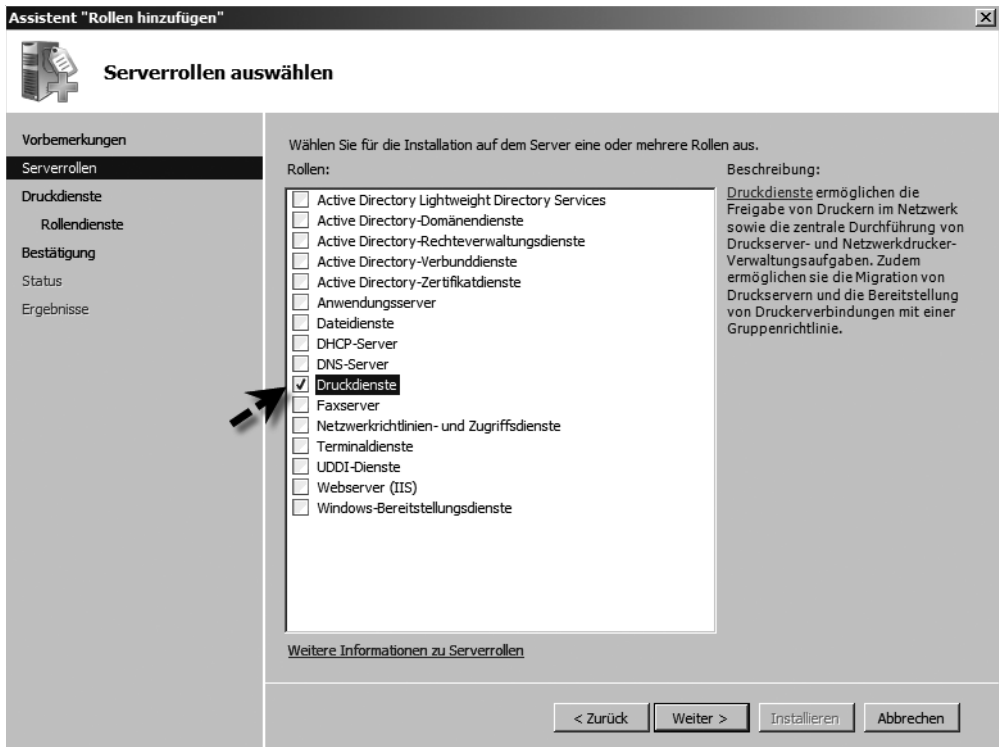 Assistent "Rollen hinzufügen"
Serverrollen auswählen
Vorbemerkungen
Serverrollen
Druckdienste
Rollendienste
Bestätigung
Status
Ergebnisse
Wählen Sie für die Installation auf dem Server eine oder mehrere Rollen aus.
Rollen:
Active Directory Lightweight Directory Services
Active Directory-Domänendienste
Active Directory-Rechteverwaltungsdienste
Active Directory-Verbunddienste
Active Directory-Zertifikatdienste
Anwendungsserver
Dateidienste
DHCP-Server
DNS-Server
Druckdienste
Faxserver
Netzwerkrichtlinien- und Zugriffsdienste
Terminaldienste
UDDI-Dienste
Webserver (IIS)
Windows-Bereitstellungsdienste
Weitere Informationen zu Serverrollen
Beschreibung:
Druckdienste ermöglichen die
Freigabe von Druckern im Netzwerk
sowie die zentrale Durchführung von
Druckserver- und Netzwerkdrucker-
Verwaltungsaufgaben. Zudem
ermöglichen sie die Migration von
Druckservern und die Bereitstellung
von Druckerverbindungen mit einer
Gruppenrichtlinie.
< Zurück
Weiter >
Installieren
Abbrechen